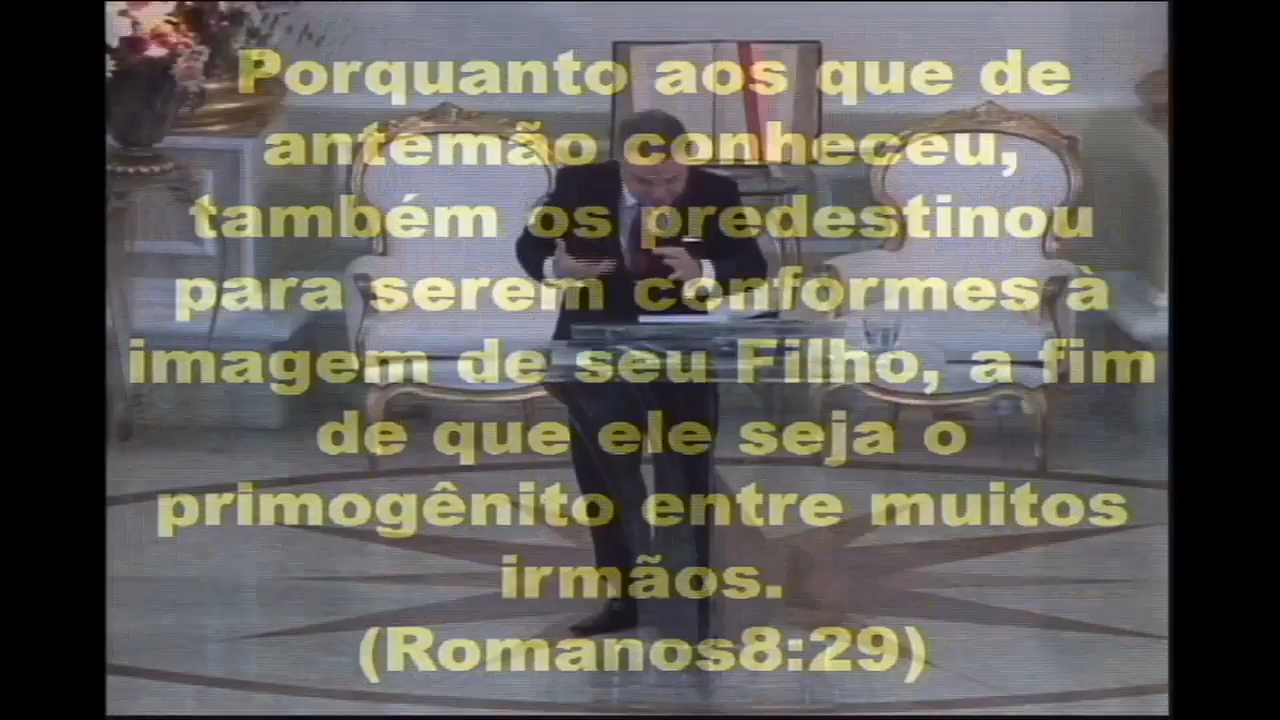 Porquanto aos que de
antemão conheceu,
também os predestinou
para serem conformes à
imagem de seu Filho, a fim
de que ele seja o
primogênito entre muitos
irmãos.
(Romanos8:29)